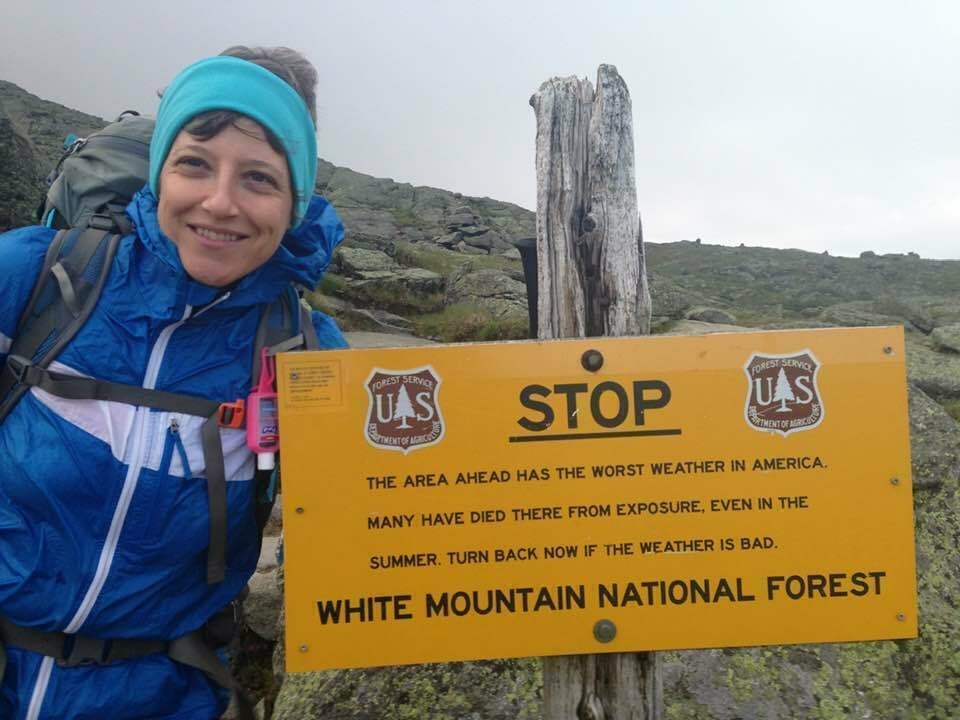 FOREST SERVICE
US
DEPARTMENT OF AGRICULTURE
STOP
FOREST SERVICE
US
DEPARTMENT OF AGRICULTURE
THE AREA AHEAD HAS THE WORST WEATHER IN AMERICA.
MANY HAVE DIED THERE FROM EXPOSURE, EVEN IN THE
SUMMER. TURN BACK NOW IF THE WEATHER IS BAD.
WHITE MOUNTAIN NATIONAL FOREST